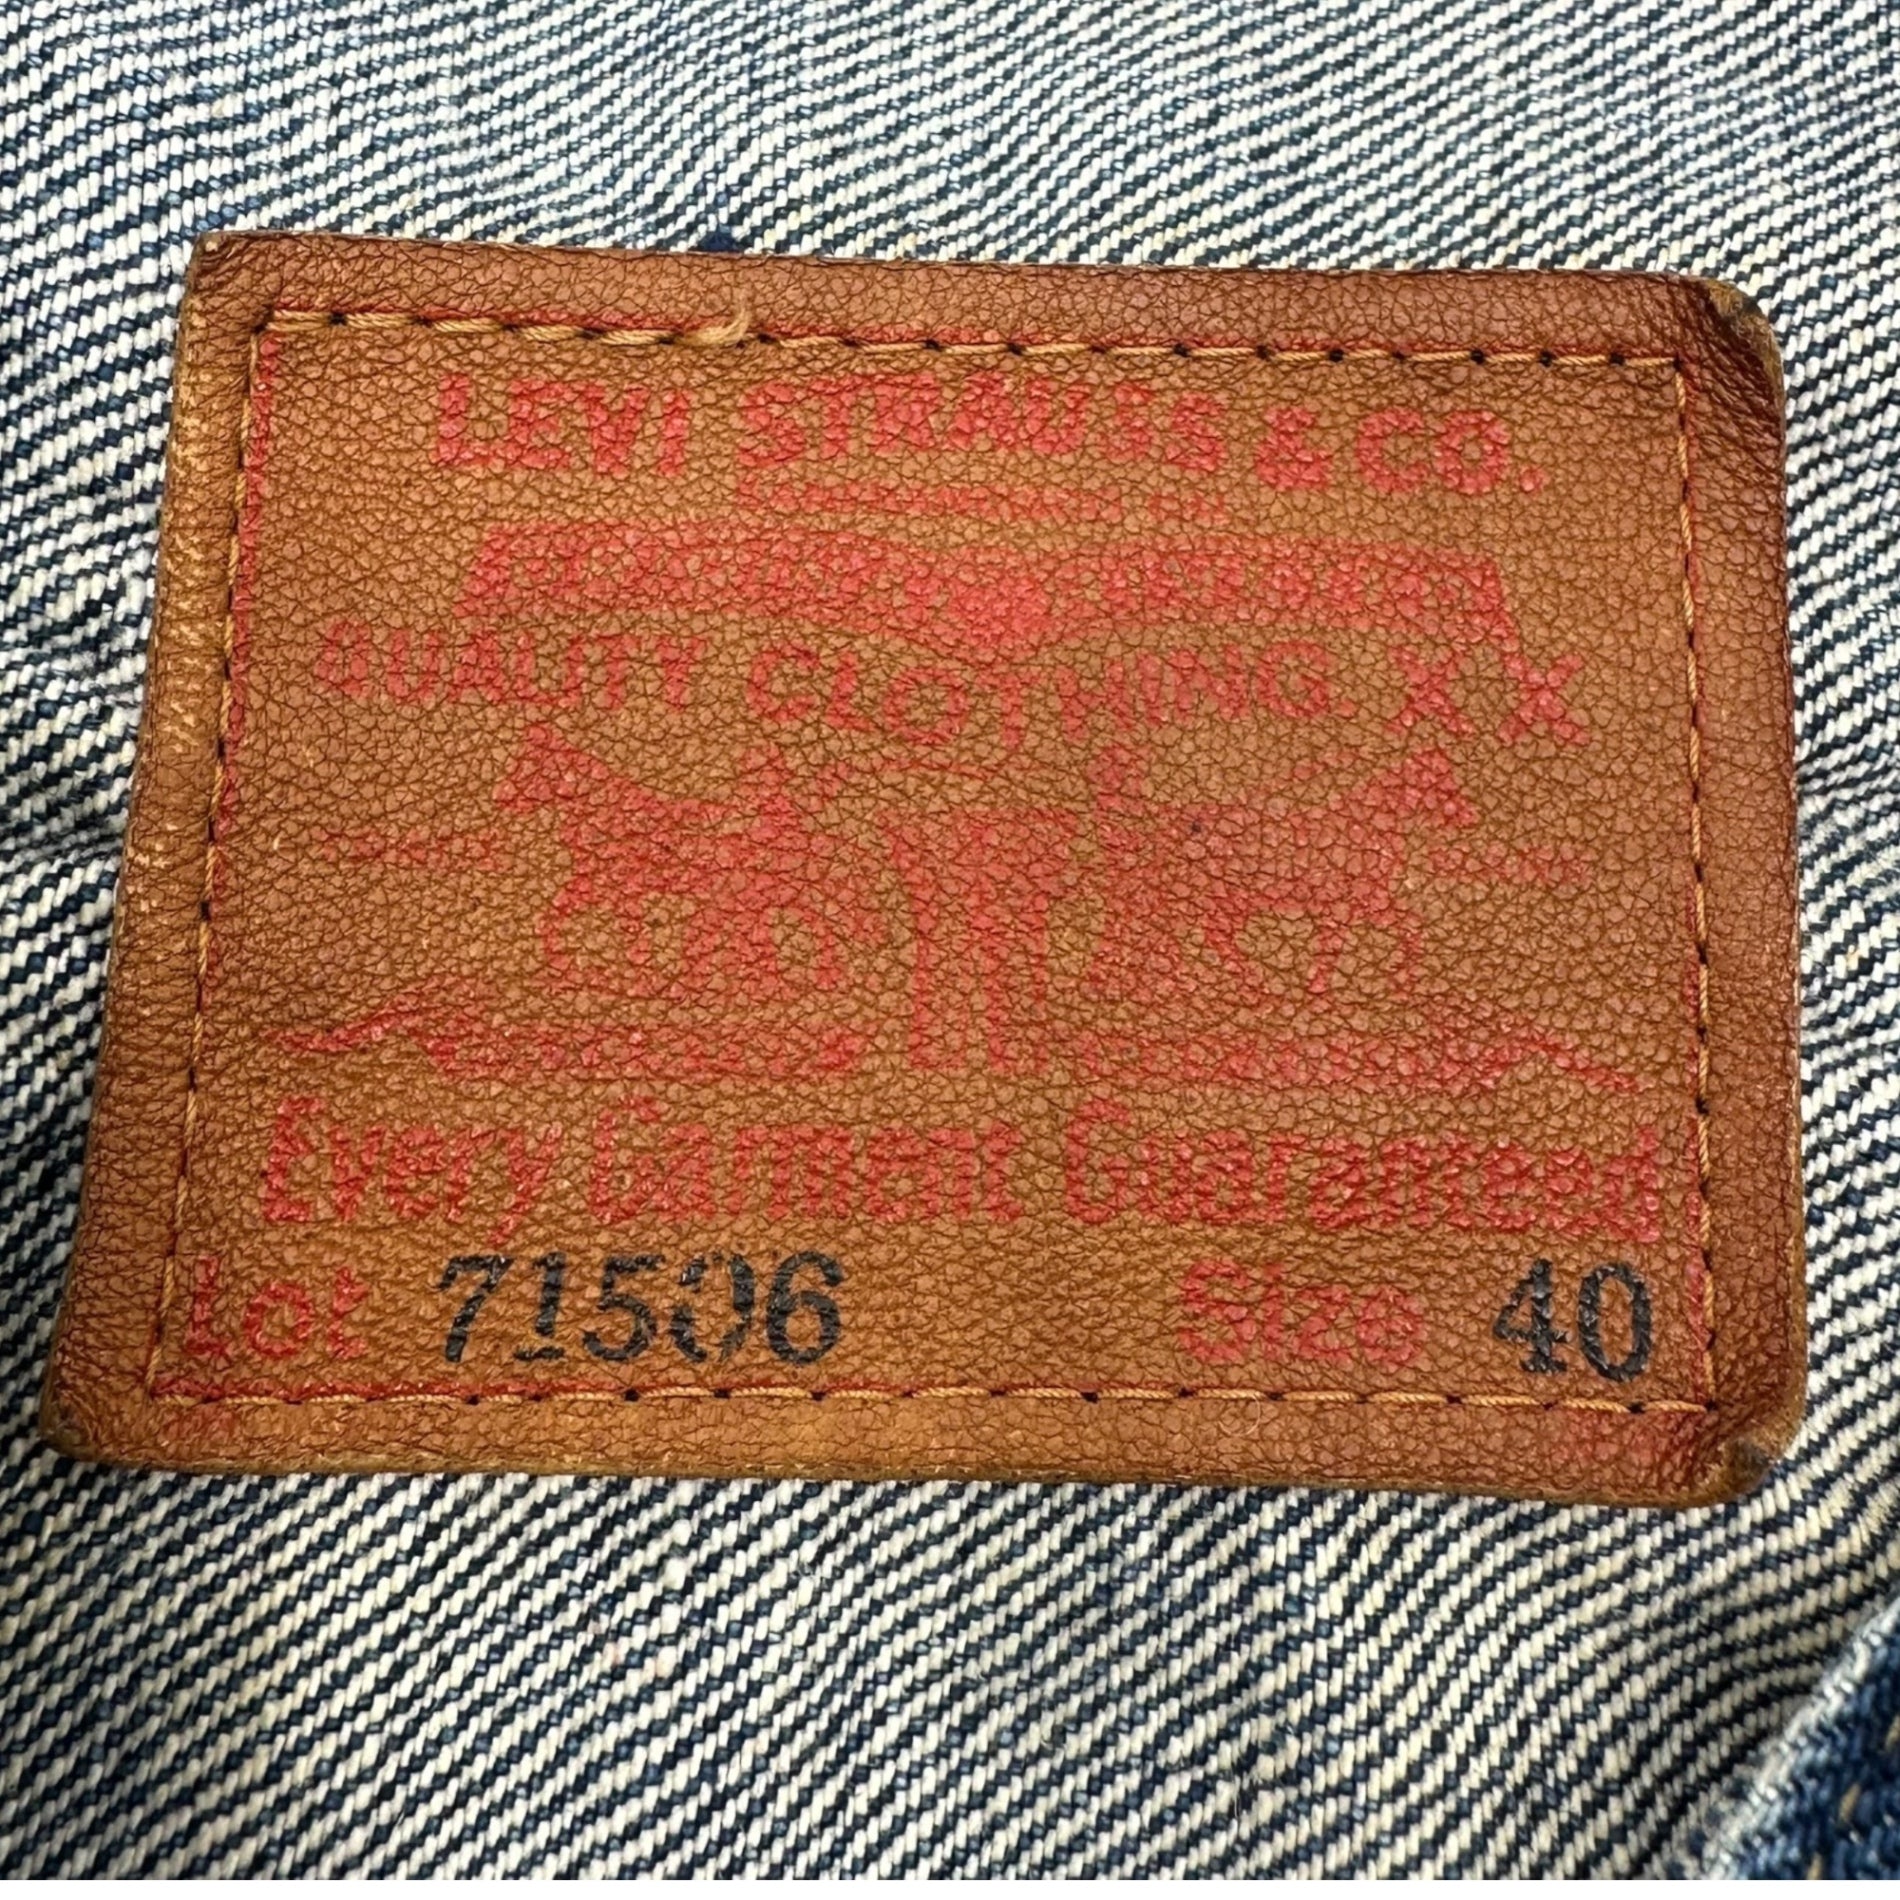 LEVI STRAUSS & CO.
QUALITY CLOTHING XX
Every Garment Guaranteed
Lot 71506 Size 40